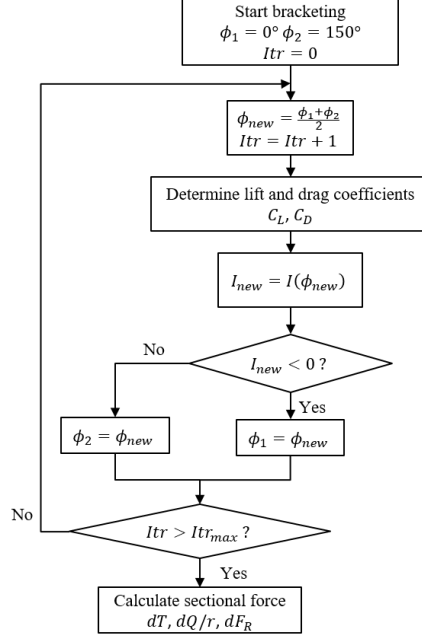 Start bracketing
ϕ₁ = 0° ϕ₂ = 150°
Itr = 0
ϕ_new = (ϕ₁+ϕ₂)/2
Itr = Itr + 1
Determine lift and drag coefficients
C_L, C_D
I_new = I(ϕ_new)
I_new < 0 ?
No
Yes
ϕ₂ = ϕ_new
ϕ₁ = ϕ_new
Itr > Itr_max ?
No
Yes
Calculate sectional force
dT, dQ/r, dF_R